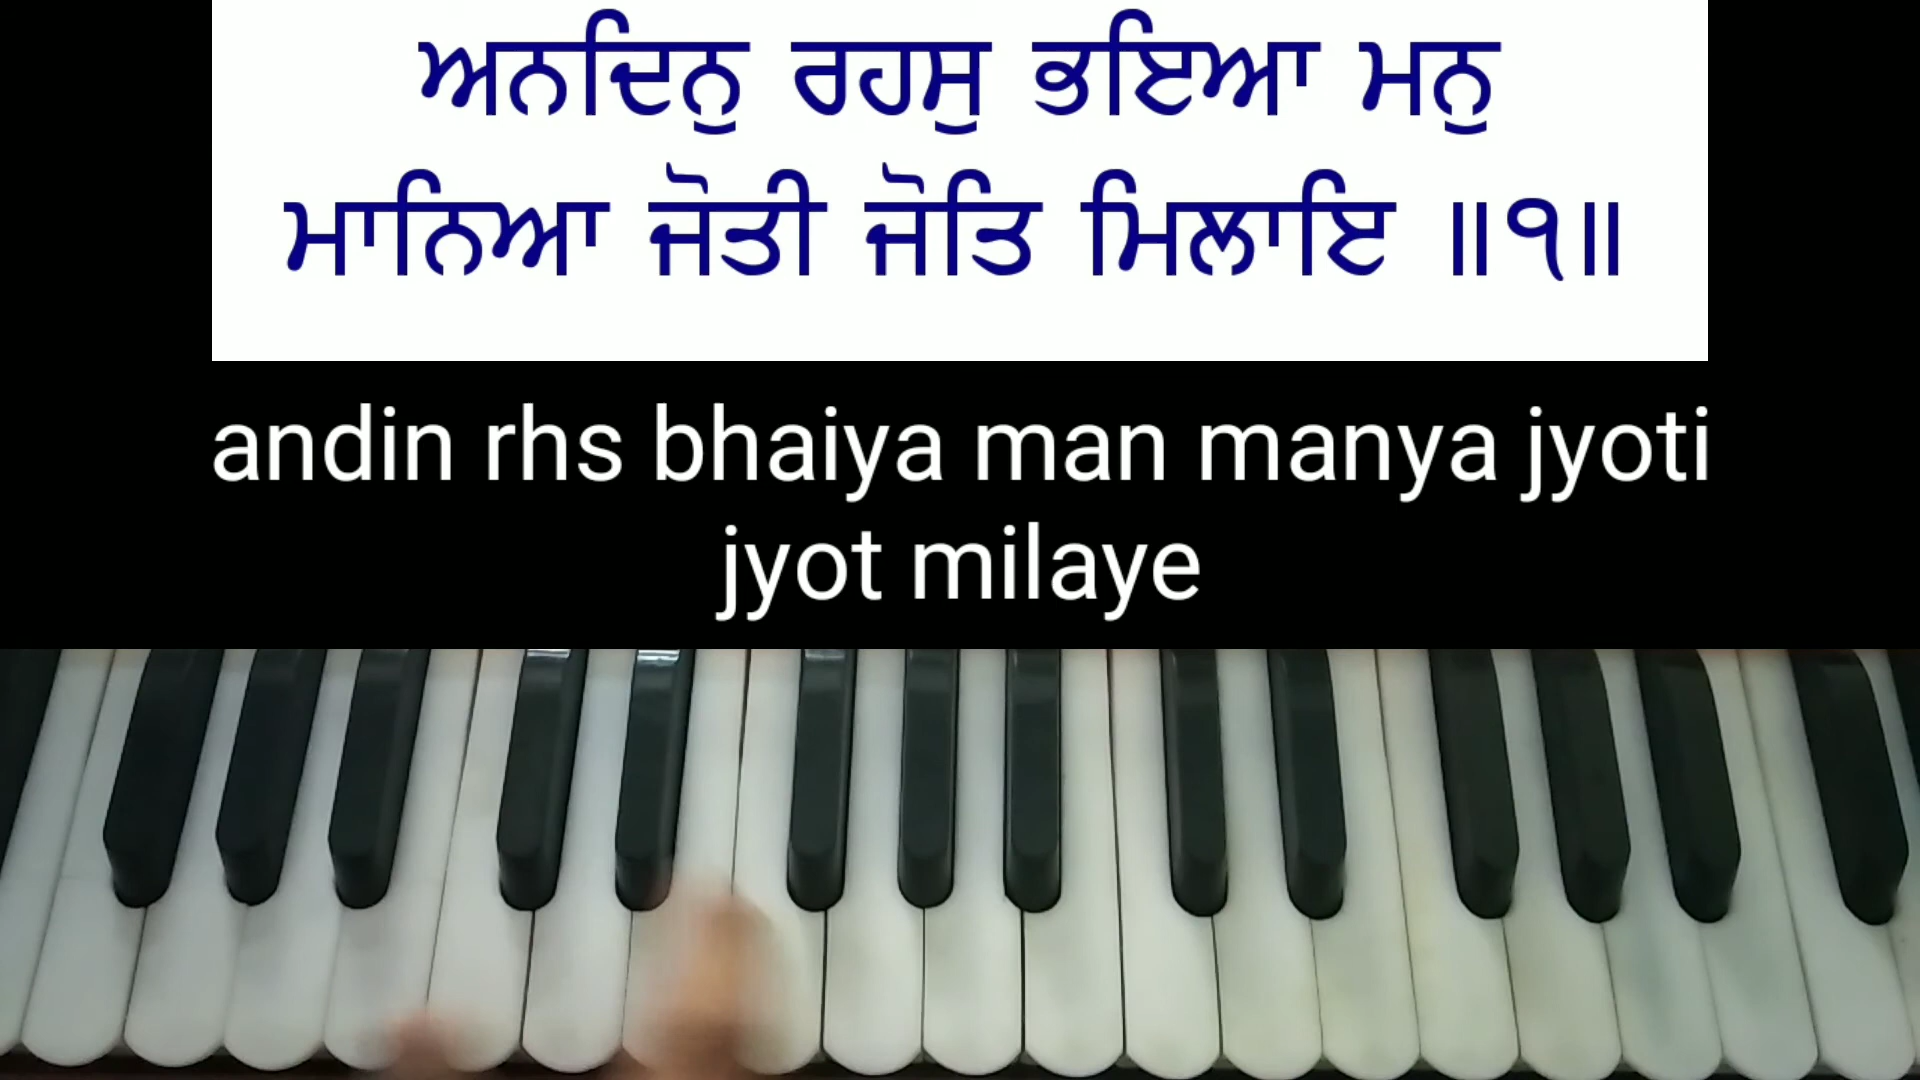 ਅਨਦਿਨੁ ਰਹਸੁ ਭਇਆ ਮਨੁ
ਮਾਨਿਆ ਜੋਤੀ ਜੋਤਿ ਮਿਲਾਇ ॥੧॥
andin rhs bhaiya man manya jyoti
jyot milaye